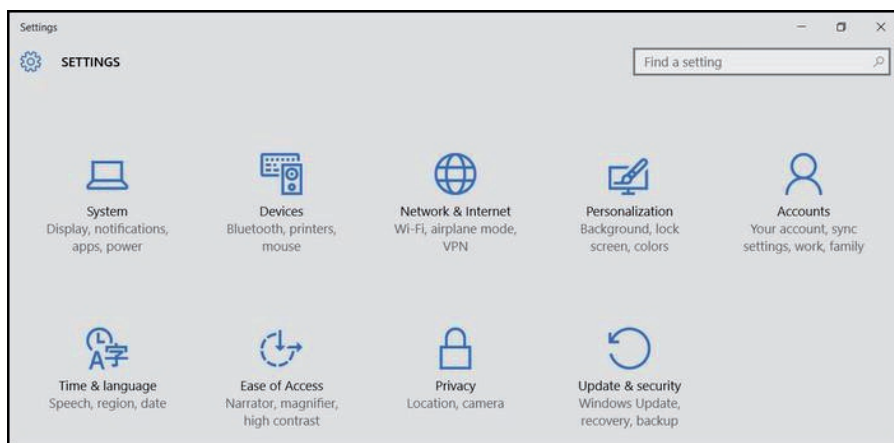 Settings
SETTINGS
Find a setting
System
Display, notifications,
apps, power
Devices
Bluetooth, printers,
mouse
Network & Internet
Wi-Fi, airplane mode,
VPN
Personalization
Background, lock
screen, colors
Accounts
Your account, sync
settings, work, family
A字
Time & language
Speech, region, date
Ease of Access
Narrator, magnifier,
high contrast
Privacy
Location, camera
Update & security
Windows Update,
recovery, backup